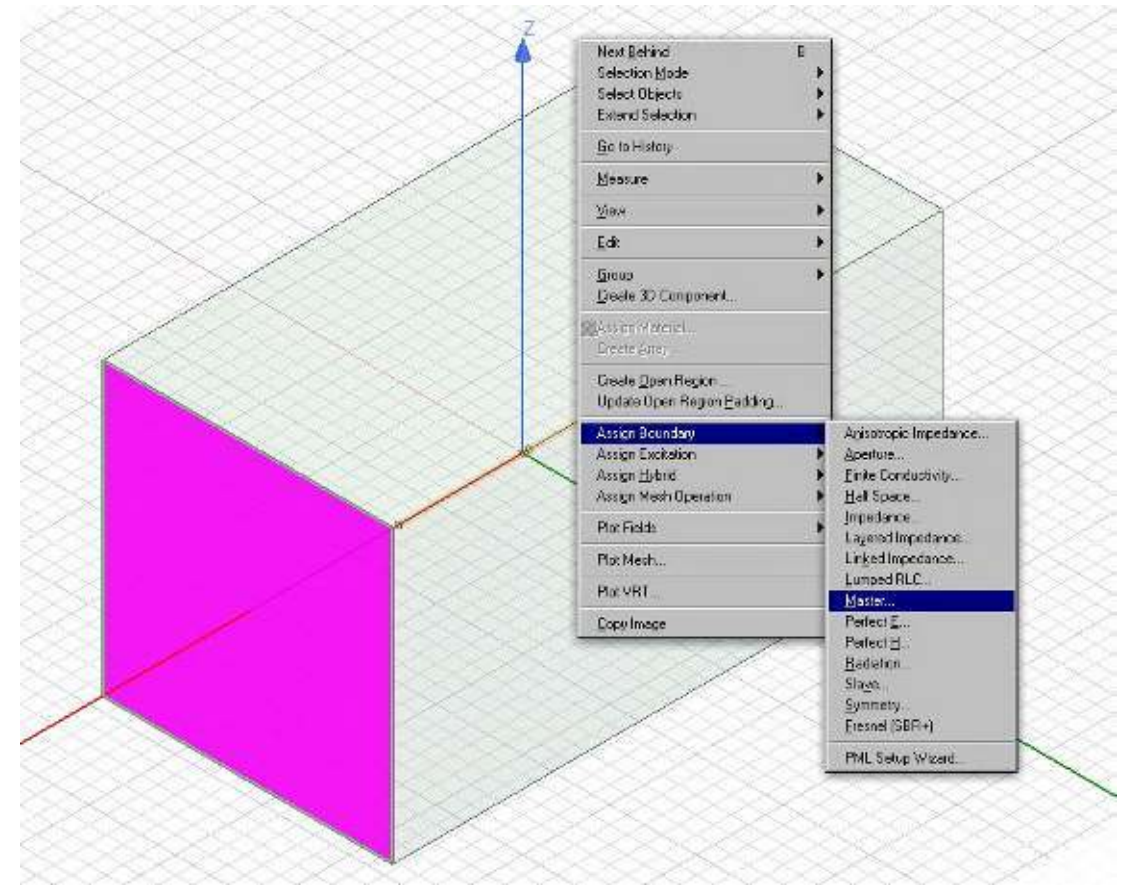 Z
Next Behind B
Selection Mode
Select Objects
Extend Selection
Go to History
Measure
View
Edit
Group
Create 3D Component...
Assign Material...
Create Array...
Create Open Region...
Update Open Region Padding...
Assign Boundary
Assign Excitation
Assign Hybrid
Assign Mesh Operation
Plot Fields
Plot Mesh...
Plot VRT...
Copy Image
Anisotropic Impedance...
Aperture...
Finite Conductivity...
Half Space...
Impedance...
Layered Impedance...
Linked Impedance...
Lumped RLC...
Master...
Perfect E...
Perfect H...
Radiation...
Slave...
Symmetry...
Fresnel (SBR+)
PML Setup Wizard...